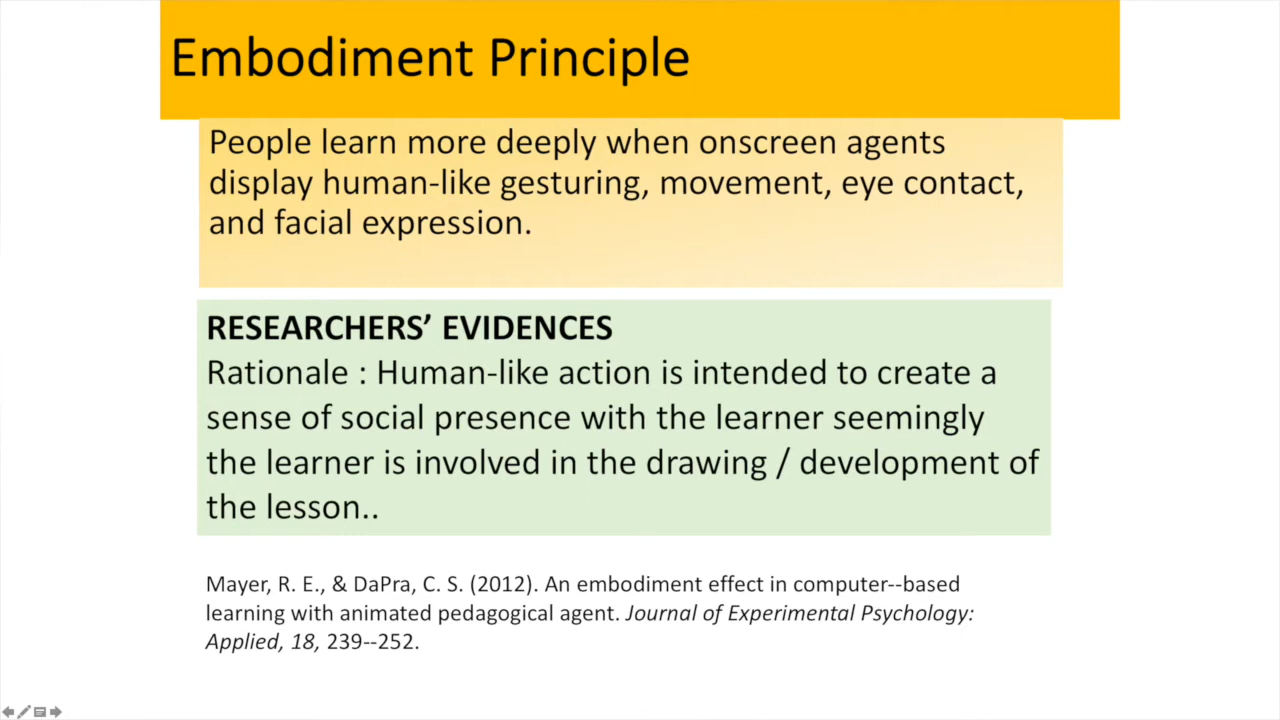 Embodiment Principle
People learn more deeply when onscreen agents
display human-like gesturing, movement, eye contact,
and facial expression.
RESEARCHERS’ EVIDENCES
Rationale : Human-like action is intended to create a
sense of social presence with the learner seemingly
the learner is involved in the drawing / development of
the lesson..
Mayer, R. E., & DaPra, C. S. (2012). An embodiment effect in computer--based
learning with animated pedagogical agent. Journal of Experimental Psychology:
Applied, 18, 239--252.